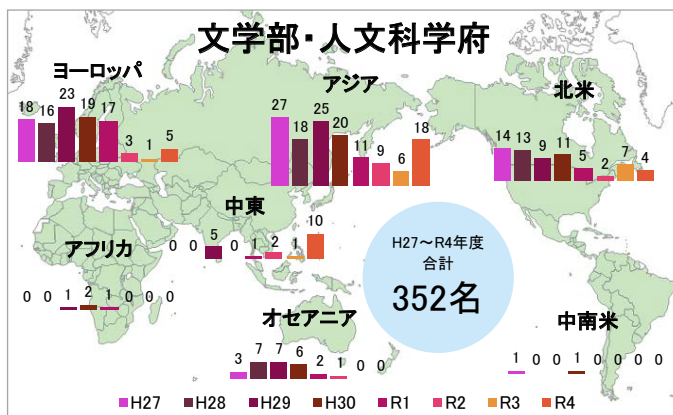 文学部・人文科学府
ヨーロッパ
18 16 23 19 17 3 1 5
アジア
27 18 25 20 11 9 6 18
北米
14 13 9 11 5 2 7 4
中東
0 0 5 0 1 2 1 10
アフリカ
0 0 1 2 1 0 0 0
H27～R4年度
合計
352名
オセアニア
3 7 7 6 2 1 0 0
中南米
1 0 0 1 0 0 0 0
H27 H28 H29 H30 R1 R2 R3 R4